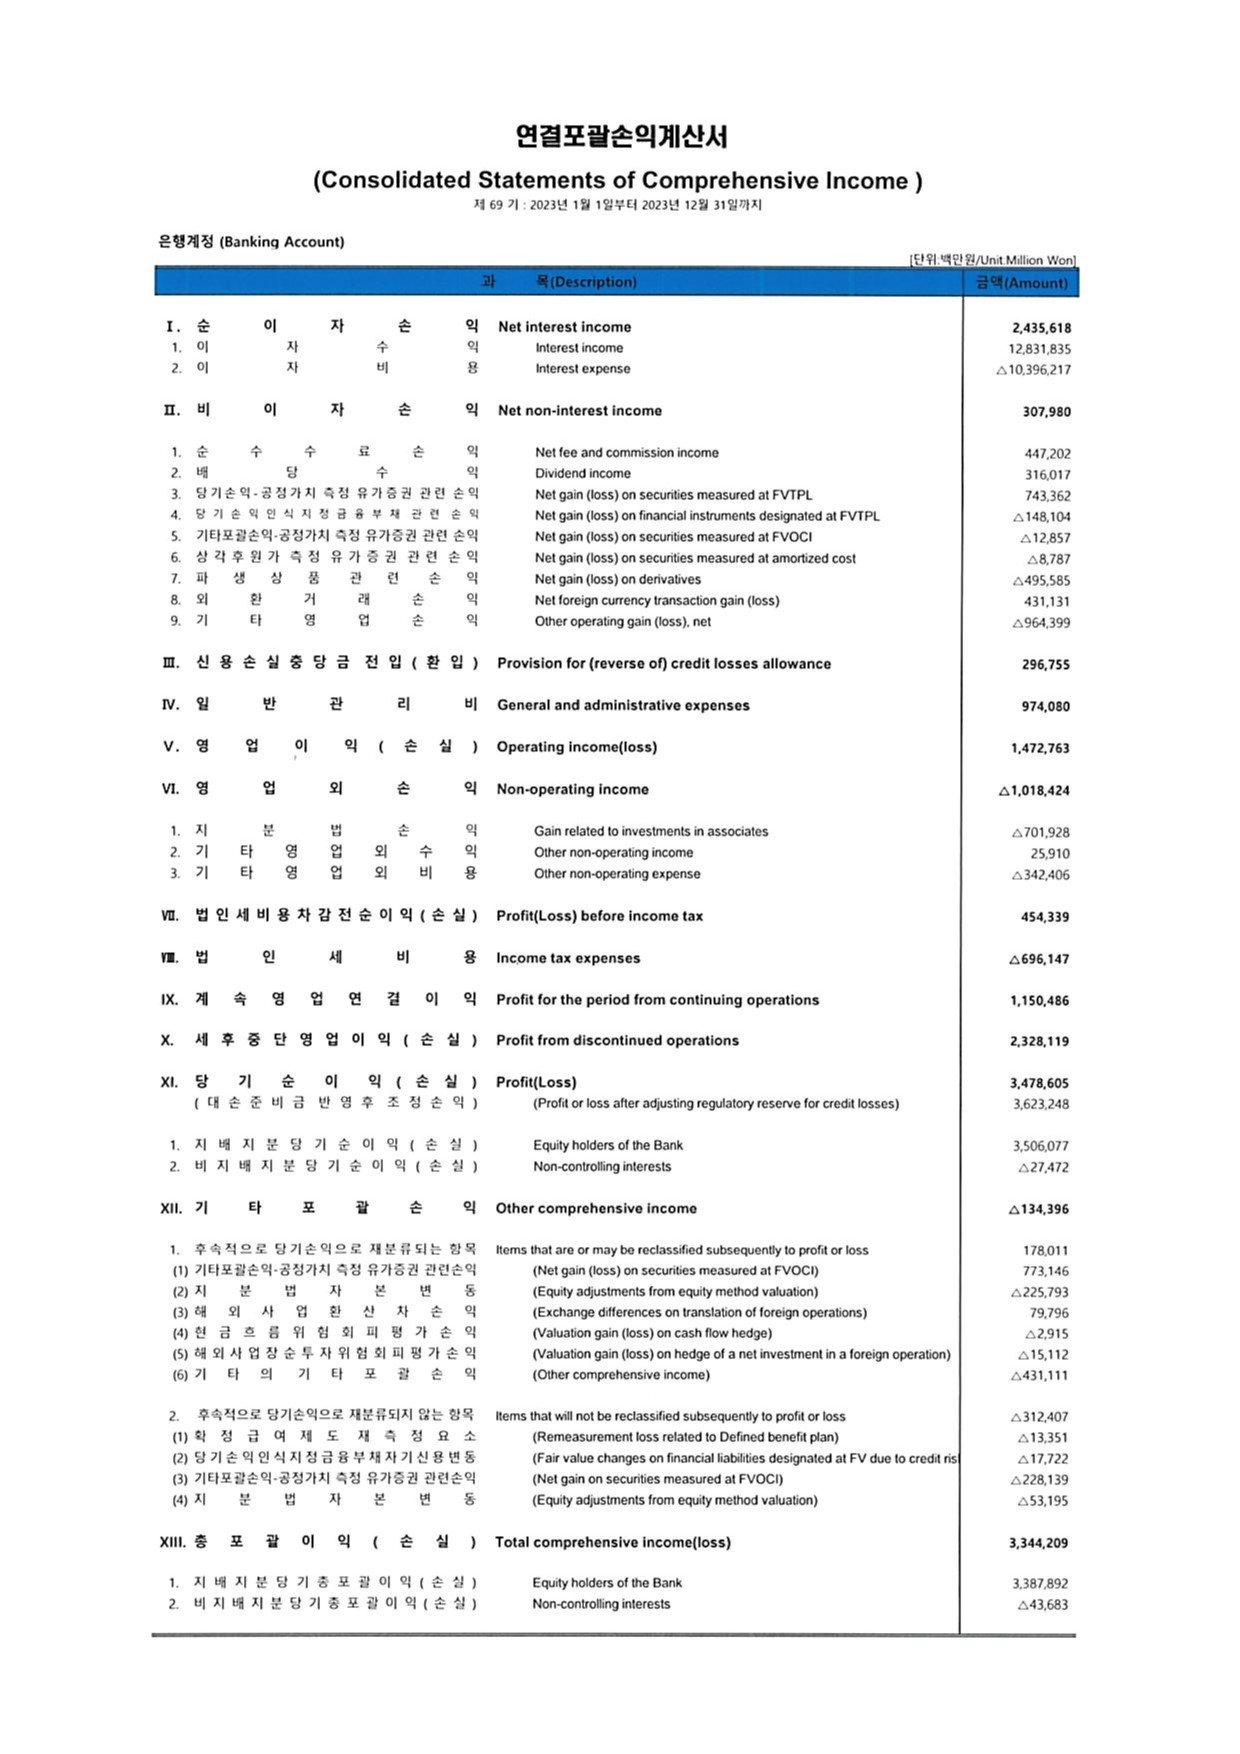 연결포괄손익계산서
(Consolidated Statements of Comprehensive Income )
제 69 기 : 2023년 1월 1일부터 2023년 12월 31일까지
은행계정 (Banking Account)
[단위:백만원/Unit.Million Won]
과 목(Description) 금액(Amount)
I. 순 이 자 손 익 Net interest income 2,435,618
1. 이 자 수 익 Interest income 12,831,835
2. 이 자 비 용 Interest expense △10,396,217
II. 비 이 자 손 익 Net non-interest income 307,980
1. 순 수 수 료 손 익 Net fee and commission income 447,202
2. 배 당 수 익 Dividend income 316,017
3. 당기손익-공정가치 측정 유가증권 관련 손익 Net gain (loss) on securities measured at FVTPL 743,362
4. 당 기 손 익 인 식 지 정 금 융 부 채 관 련 손 익 Net gain (loss) on financial instruments designated at FVTPL △148,104
5. 기타포괄손익-공정가치 측정 유가증권 관련 손익 Net gain (loss) on securities measured at FVOCI △12,857
6. 상 각 후 원 가 측 정 유 가 증 권 관 련 손 익 Net gain (loss) on securities measured at amortized cost △8,787
7. 파 생 상 품 관 련 손 익 Net gain (loss) on derivatives △495,585
8. 외 환 거 래 손 익 Net foreign currency transaction gain (loss) 431,131
9. 기 타 영 업 손 익 Other operating gain (loss), net △964,399
III. 신 용 손 실 충 당 금 전 입 ( 환 입 ) Provision for (reverse of) credit losses allowance 296,755
IV. 일 반 관 리 비 General and administrative expenses 974,080
V. 영 업 이 익 ( 손 실 ) Operating income(loss) 1,472,763
VI. 영 업 외 손 익 Non-operating income △1,018,424
1. 지 분 법 손 익 Gain related to investments in associates △701,928
2. 기 타 영 업 외 수 익 Other non-operating income 25,910
3. 기 타 영 업 외 비 용 Other non-operating expense △342,406
VII. 법 인 세 비 용 차 감 전 순 이 익 ( 손 실 ) Profit(Loss) before income tax 454,339
VIII. 법 인 세 비 용 Income tax expenses △696,147
IX. 계 속 영 업 연 결 이 익 Profit for the period from continuing operations 1,150,486
X. 세 후 중 단 영 업 이 익 ( 손 실 ) Profit from discontinued operations 2,328,119
XI. 당 기 순 이 익 ( 손 실 ) Profit(Loss) 3,478,605
( 대 손 준 비 금 반 영 후 조 정 손 익 ) (Profit or loss after adjusting regulatory reserve for credit losses) 3,623,248
1. 지 배 지 분 당 기 순 이 익 ( 손 실 ) Equity holders of the Bank 3,506,077
2. 비 지 배 지 분 당 기 순 이 익 ( 손 실 ) Non-controlling interests △27,472
XII. 기 타 포 괄 손 익 Other comprehensive income △134,396
1. 후속적으로 당기손익으로 재분류되는 항목 Items that are or may be reclassified subsequently to profit or loss 178,011
(1) 기타포괄손익-공정가치 측정 유가증권 관련손익 (Net gain (loss) on securities measured at FVOCI) 773,146
(2) 지 분 법 자 본 변 동 (Equity adjustments from equity method valuation) △225,793
(3) 해 외 사 업 환 산 차 손 익 (Exchange differences on translation of foreign operations) 79,796
(4) 현 금 흐 름 위 험 회 피 평 가 손 익 (Valuation gain (loss) on cash flow hedge) △2,915
(5) 해 외 사 업 장 순 투 자 위 험 회 피 평 가 손 익 (Valuation gain (loss) on hedge of a net investment in a foreign operation) △15,112
(6) 기 타 의 기 타 포 괄 손 익 (Other comprehensive income) △431,111
2. 후속적으로 당기손익으로 재분류되지 않는 항목 Items that will not be reclassified subsequently to profit or loss △312,407
(1) 확 정 급 여 제 도 재 측 정 요 소 (Remeasurement loss related to Defined benefit plan) △13,351
(2) 당 기 손 익 인 식 지 정 금 융 부 채 자 기 신 용 변 동 (Fair value changes on financial liabilities designated at FV due to credit ris △17,722
(3) 기타포괄손익-공정가치 측정 유가증권 관련손익 (Net gain on securities measured at FVOCI) △228,139
(4) 지 분 법 자 본 변 동 (Equity adjustments from equity method valuation) △53,195
XIII. 총 포 괄 이 익 ( 손 실 ) Total comprehensive income(loss) 3,344,209
1. 지 배 지 분 당 기 총 포 괄 이 익 ( 손 실 ) Equity holders of the Bank 3,387,892
2. 비 지 배 지 분 당 기 총 포 괄 이 익 ( 손 실 ) Non-controlling interests △43,683